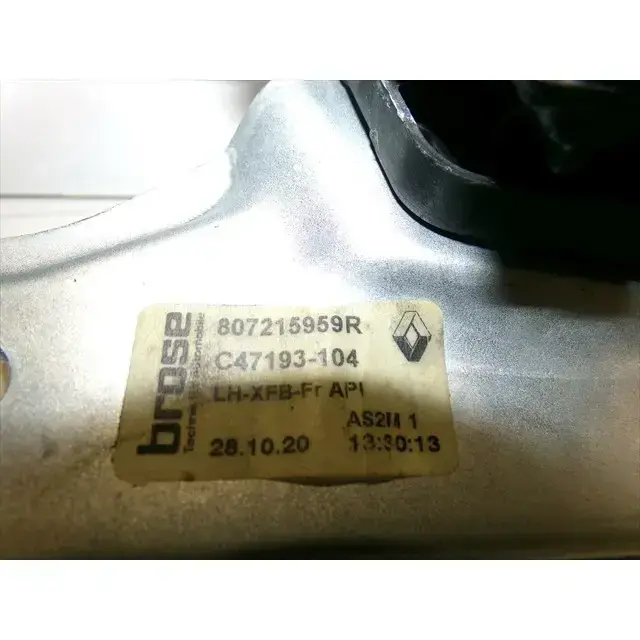 brose
Technik für Automobile
807215959R
C47193-104
LH-XFB-Fr API
AS2M 1
28.10.20 13:30:13